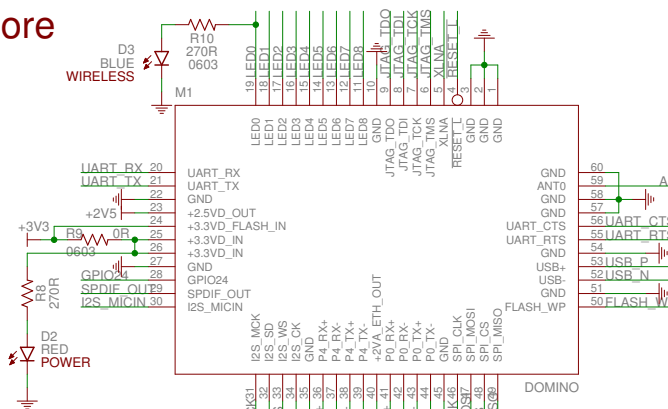 ore
D3
BLUE
WIRELESS
R10
270R
0603
LED0
LED1
LED2
LED3
LED4
LED5
LED6
LED7
LED8
JTAG_TDO
JTAG_TDI
JTAG_TCK
JTAG_TMS
XLNA
RESET_L
19
18
17
16
15
14
13
12
11
10
9
8
7
6
5
4
3
2
1
M1
LED0
LED1
LED2
LED3
LED4
LED5
LED6
LED7
LED8
GND
JTAG_TDO
JTAG_TDI
JTAG_TCK
JTAG_TMS
XLNA
RESET_L
GND
GND
GND
UART_RX 20 UART_RX
UART_TX 21 UART_TX
22 GND
+2V5 23 +2.5VD_OUT
24 +3.3VD_FLASH_IN
+3V3 R9 0R 25 +3.3VD_IN
0603 26 +3.3VD_IN
27 GND
GPIO24 28 GPIO24
SPDIF_OUT 29 SPDIF_OUT
I2S_MICIN 30 I2S_MICIN
R8
270R
D2
RED
POWER
GND 60
ANT0 59 A
GND 58
GND 57
UART_CTS 56 UART_CTS
UART_RTS 55 UART_RTS
GND 54
USB+ 53 USB_P
USB- 52 USB_N
GND 51
FLASH_WP 50 FLASH_W
I2S_MCK
I2S_SD
I2S_WS
I2S_CK
GND
P4_RX+
P4_RX-
P4_TX+
P4_TX-
+2VA_ETH_OUT
P0_RX+
P0_RX-
P0_TX+
P0_TX-
GND
SPI_CLK
SPI_MOSI
SPI_CS
SPI_MISO
31
32
33
34
35
36
37
38
39
40
41
42
43
44
45
46
47
48
49
DOMINO